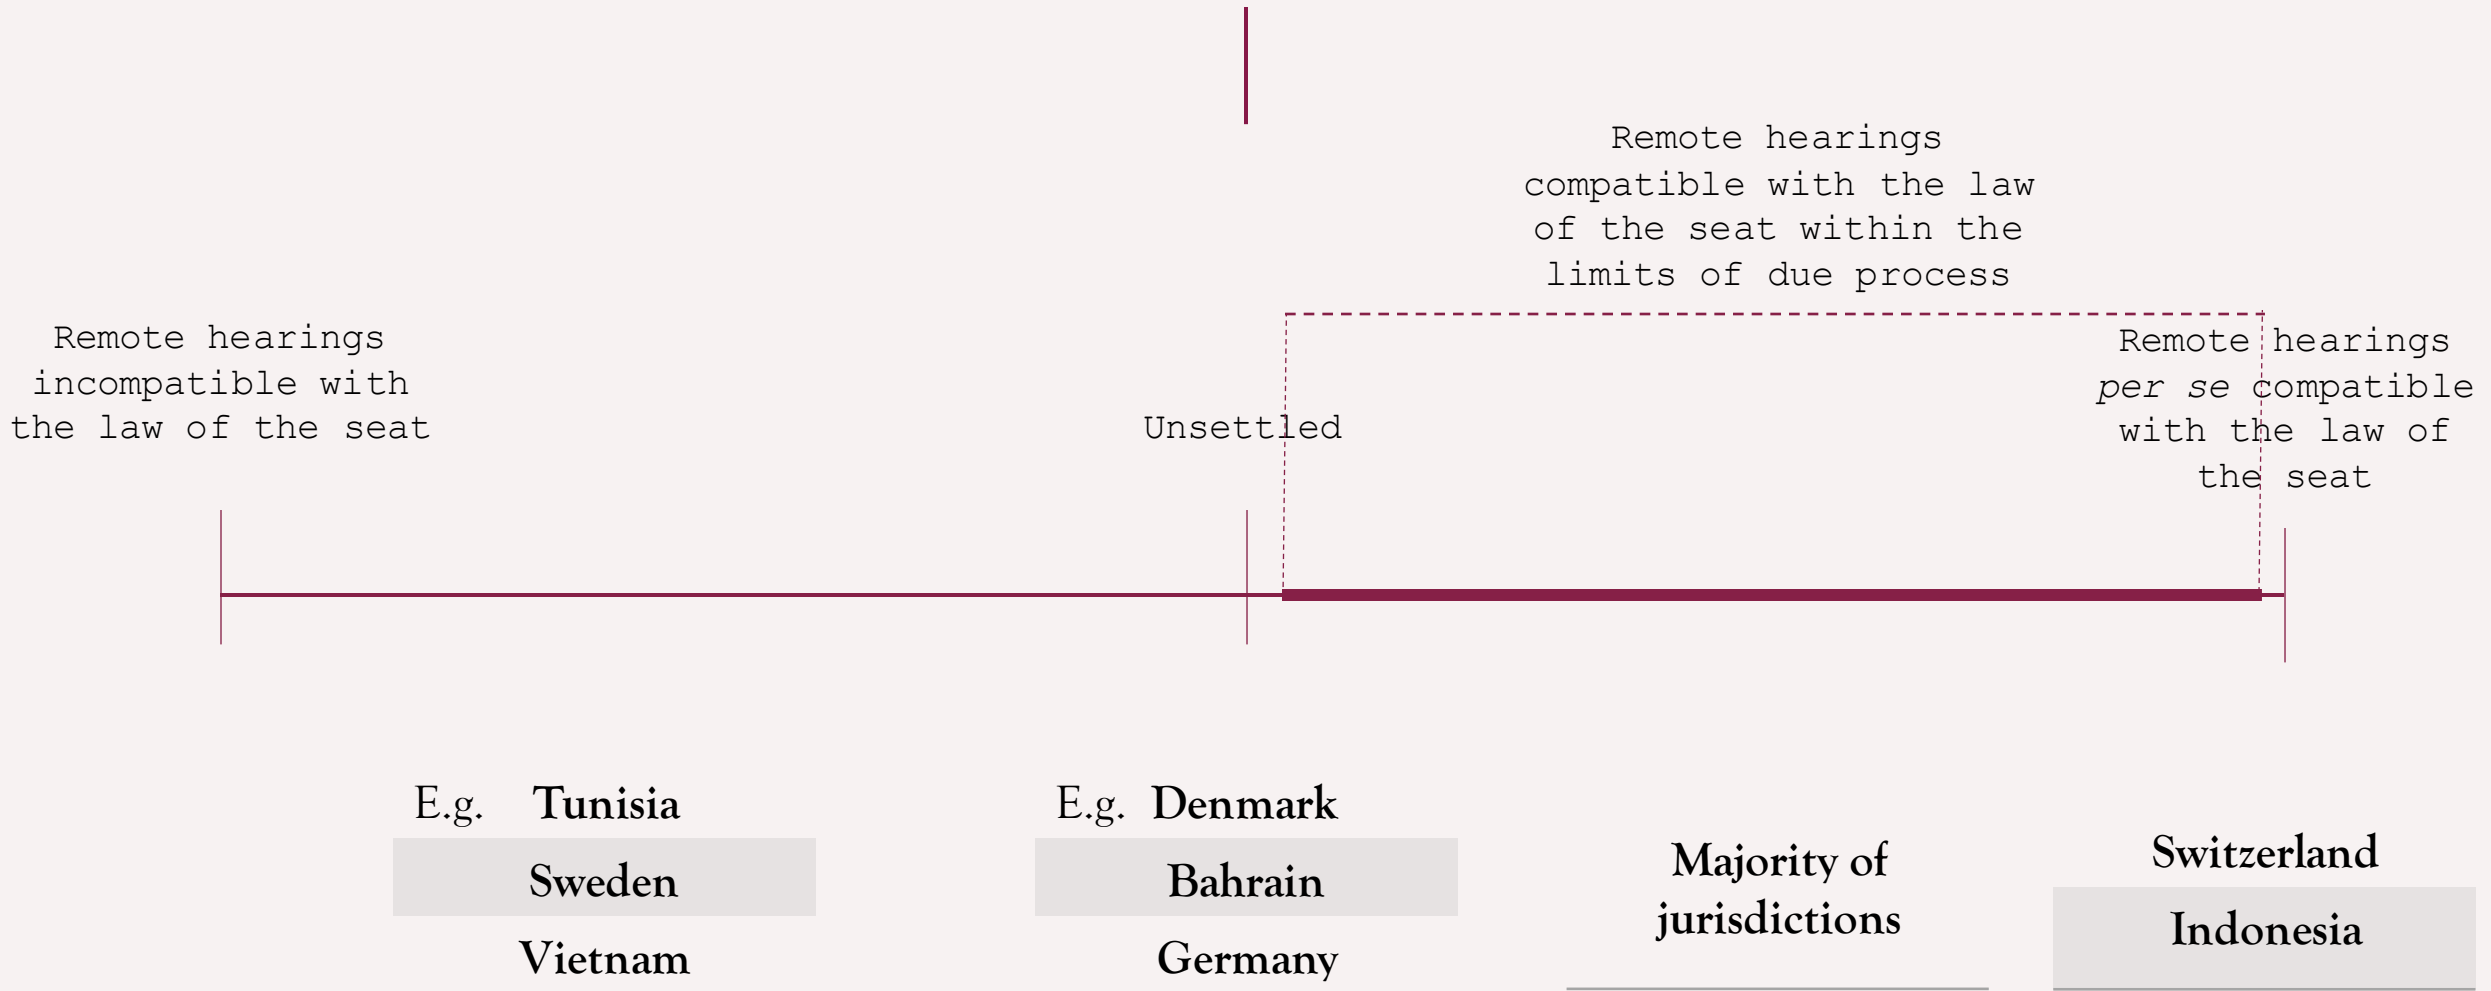 Remote hearings
compatible with the law
of the seat within the
limits of due process
Remote hearings
incompatible with
the law of the seat
Unsettled
Remote hearings
per se compatible
with the law of
the seat
E.g. Tunisia
Sweden
Vietnam
E.g. Denmark
Bahrain
Germany
Majority of
jurisdictions
Switzerland
Indonesia